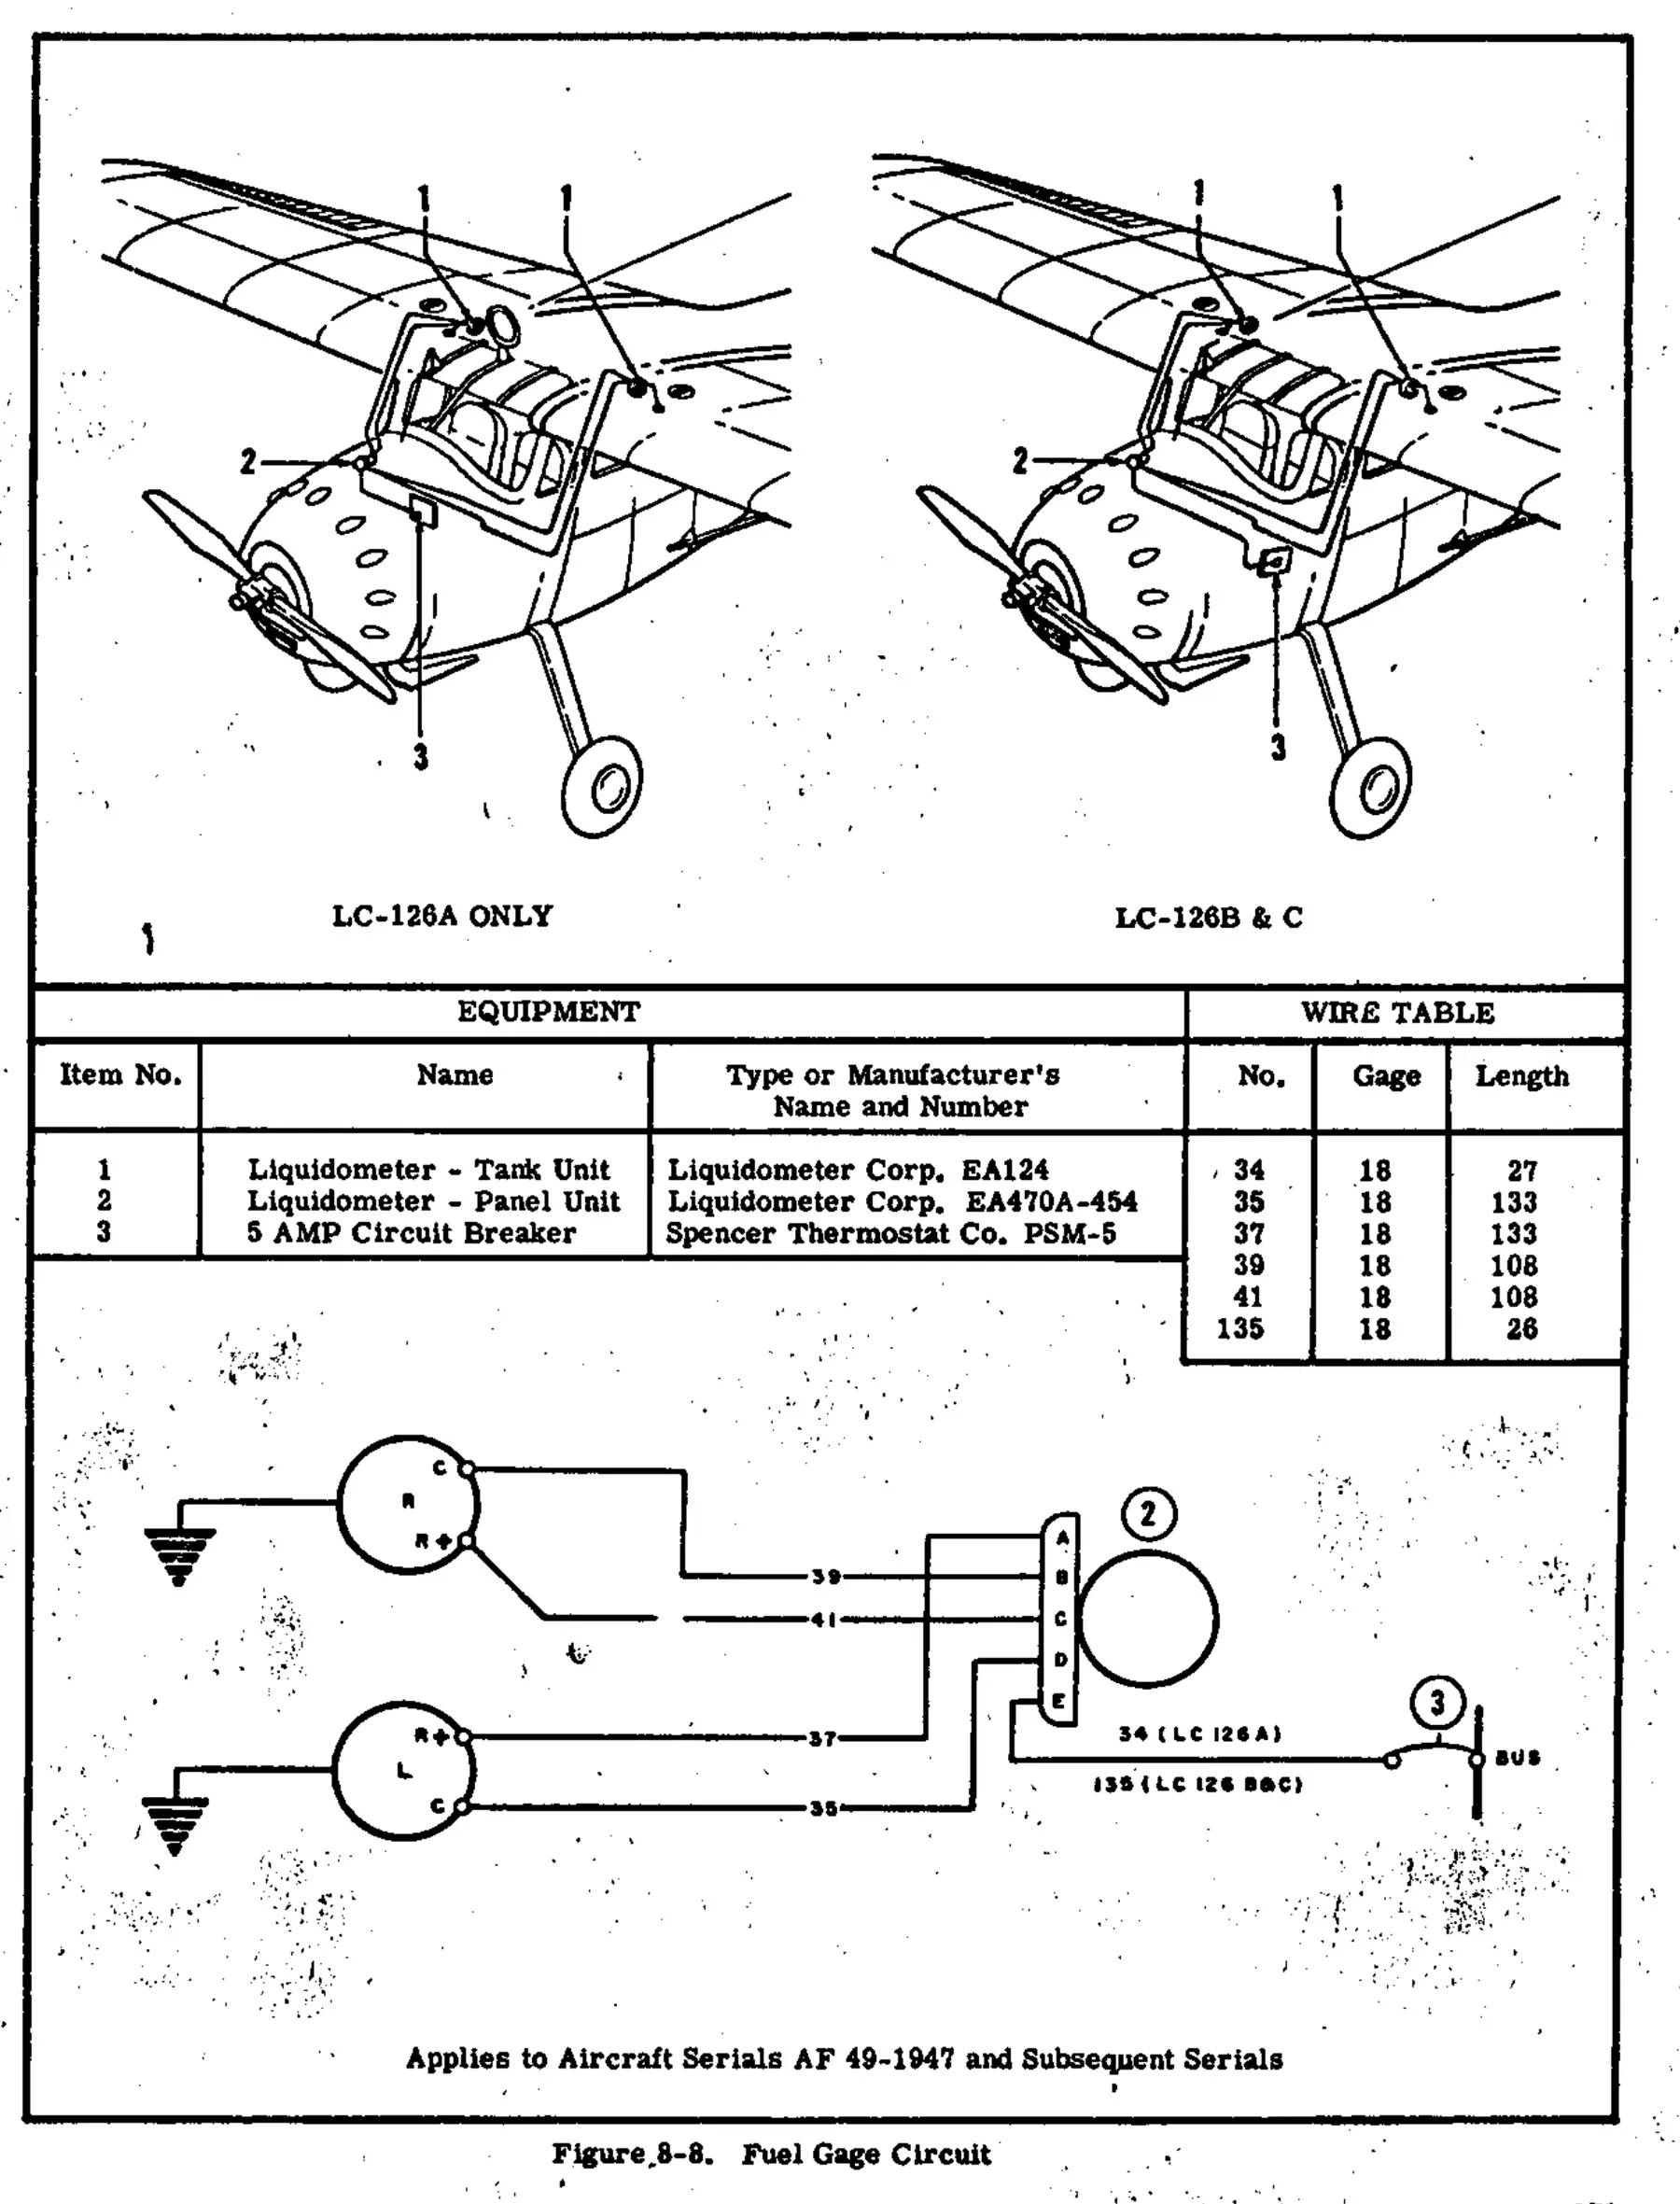 1 1 1 1
2 2
3 3
LC-126A ONLY LC-126B & C
EQUIPMENT WIRE TABLE
Item No. Name Type or Manufacturer's Name and Number No. Gage Length
1 Liquidometer - Tank Unit Liquidometer Corp. EA124 34 18 27
2 Liquidometer - Panel Unit Liquidometer Corp. EA470A-454 35 18 133
3 5 AMP Circuit Breaker Spencer Thermostat Co. PSM-5 37 18 133
39 18 108
41 18 108
135 18 26
C
R
R+
2
A
39 B
41 C
D
E
3
R+ 37
34 (LC 126A)
L
BUS
135 (LC 126 B&C)
C 35
Applies to Aircraft Serials AF 49-1947 and Subsequent Serials
Figure 8-8. Fuel Gage Circuit